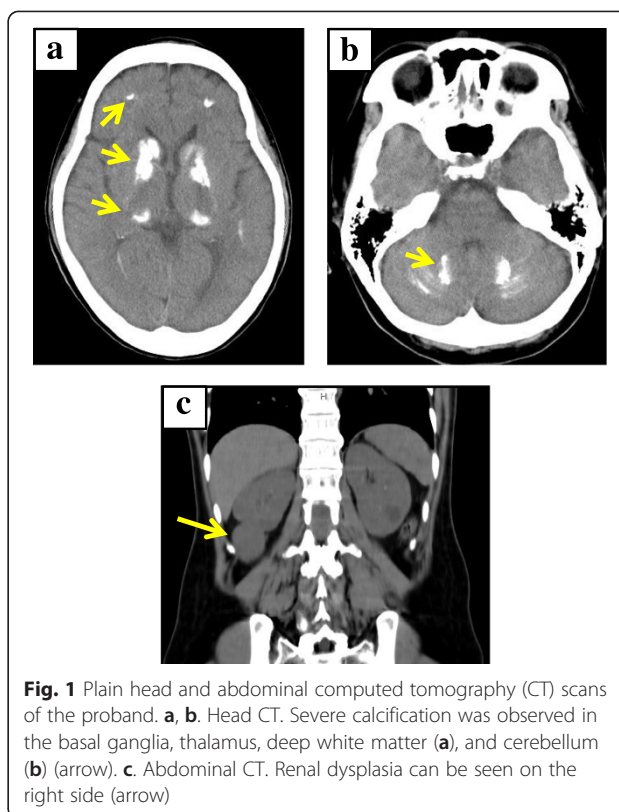 a
b
c
H
Fig. 1 Plain head and abdominal computed tomography (CT) scans
of the proband. a, b. Head CT. Severe calcification was observed in
the basal ganglia, thalamus, deep white matter (a), and cerebellum
(b) (arrow). c. Abdominal CT. Renal dysplasia can be seen on the
right side (arrow)